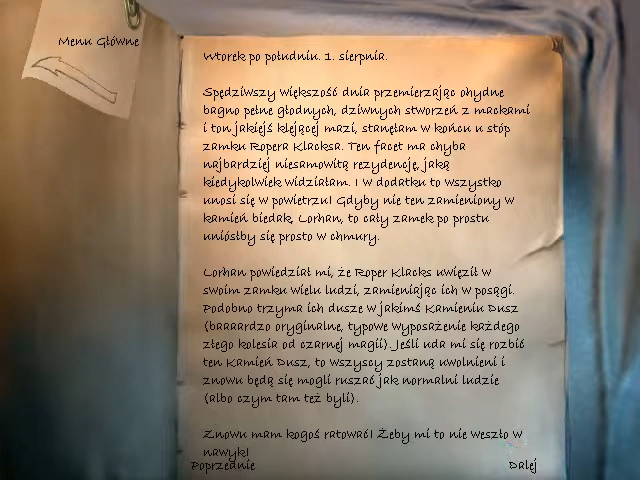 Menu Główne
Wtorek po południu. 1. sierpnia.
Spędziwszy większość dnia przemierzając ohydne
bagno pełne głodnych, dziwnych stworzeń z mackami
i ton jakiejś klejącej mazi, stanęłam w końcu u stóp
zamku Ropera Klacksa. Ten facet ma chyba
najbardziej niesamowitą rezydencję, jaką
kiedykolwiek widziałam. I w dodatku to wszystko
unosi się w powietrzu! Gdyby nie ten zamieniony w
kamień biedak, Lorhan, to cały zamek po prostu
uniósłby się prosto w chmury.
Lorhan powiedział mi, że Roper Klacks uwięził w
swoim zamku wielu ludzi, zamieniając ich w posągi.
Podobno trzyma ich dusze w jakimś Kamieniu Dusz
(baaaardzo oryginalne, typowe wyposażenie każdego
złego kolesia od czarnej magii). Jeśli uda mi się rozbić
ten Kamień Dusz, to wszyscy zostaną uwolnieni i
znowu będą się mogli ruszać jak normalni ludzie
(albo czym tam też byli).
Znowu mam kogoś ratować! Żeby mi to nie weszło w
nawyk!
Poprzednie
Dalej